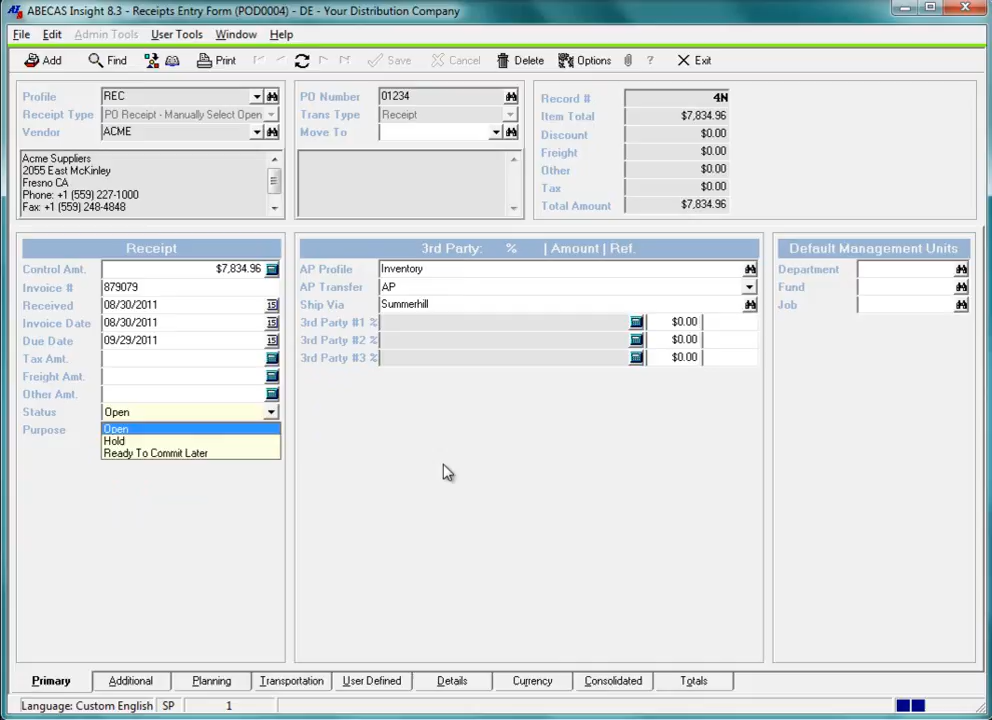 ABECAS Insight 8.3 - Receipts Entry Form (POD0004) - DE - Your Distribution Company
File Edit Admin Tools User Tools Window Help
Add Find Print Save Cancel Delete Options ? Exit
Profile REC
Receipt Type PO Receipt - Manually Select Open
Vendor ACME
Acme Suppliers
2055 East McKinley
Fresno CA
Phone: +1 (559) 227-1000
Fax: +1 (559) 248-4848
PO Number 01234
Trans Type Receipt
Move To
Record # 4N
Item Total $7,834.96
Discount $0.00
Freight $0.00
Other $0.00
Tax $0.00
Total Amount $7,834.96
Receipt
Control Amt. $7,834.96
Invoice # 879079
Received 08/30/2011 15
Invoice Date 08/30/2011 15
Due Date 09/29/2011 15
Tax Amt.
Freight Amt.
Other Amt.
Status Open
Purpose
Open
Hold
Ready To Commit Later
3rd Party: % | Amount | Ref.
AP Profile Inventory
AP Transfer AP
Ship Via Summerhill
3rd Party #1 % $0.00
3rd Party #2 % $0.00
3rd Party #3 % $0.00
Default Management Units
Department
Fund
Job
Primary Additional Planning Transportation User Defined Details Currency Consolidated Totals
Language: Custom English SP 1